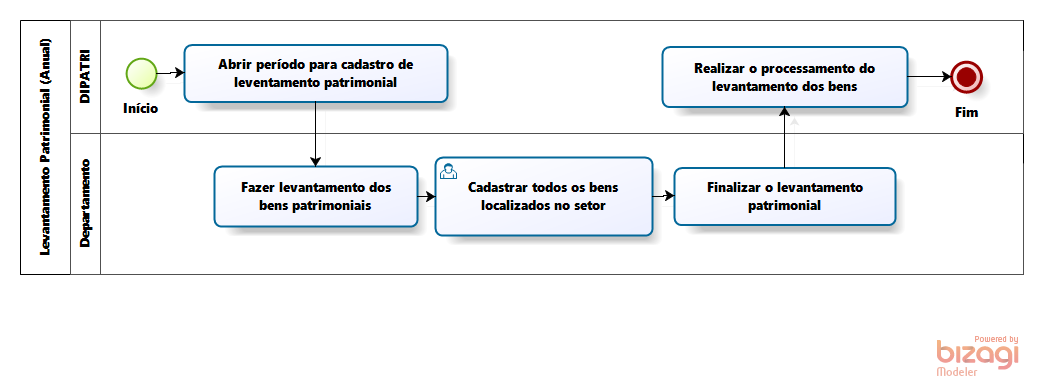 Levantamento Patrimonial (Anual)
DIPATRI
Início
Abrir período para cadastro de
leventamento patrimonial
Realizar o processamento do
levantamento dos bens
Fim
Departamento
Fazer levantamento dos
bens patrimoniais
Cadastrar todos os bens
localizados no setor
Finalizar o levantamento
patrimonial
Powered by
bizagi
Modeler